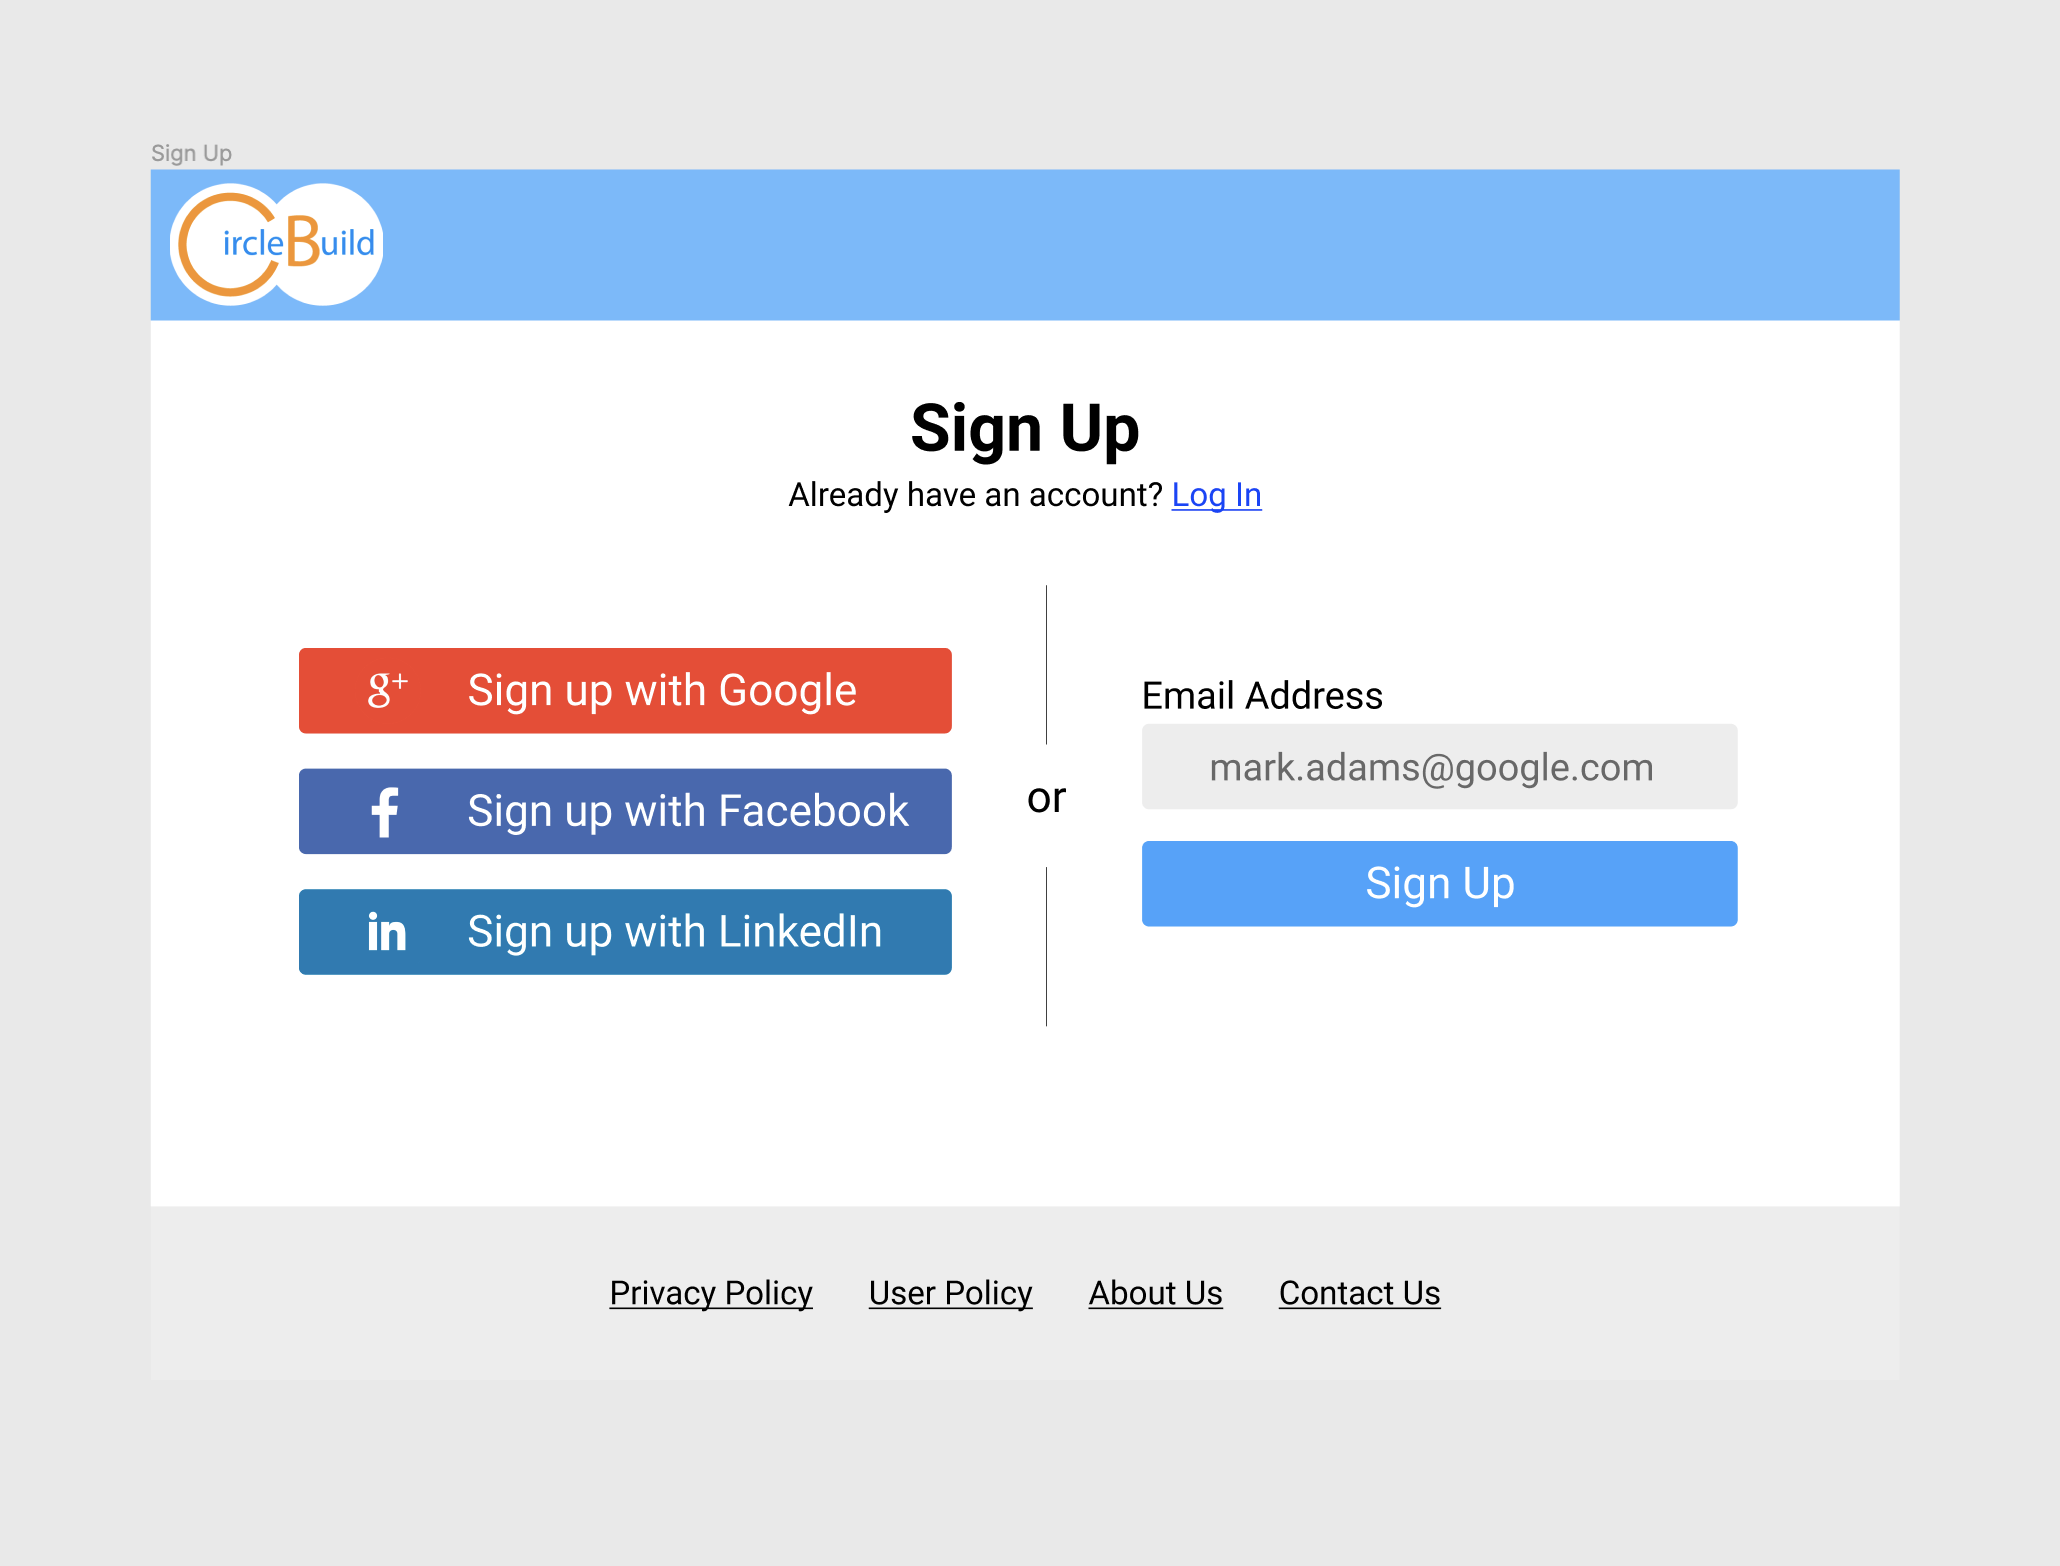 Sign Up
CircleBuild
Sign Up
Already have an account? Log In
g+ Sign up with Google
f Sign up with Facebook
in Sign up with LinkedIn
or
Email Address
mark.adams@google.com
Sign Up
Privacy Policy User Policy About Us Contact Us